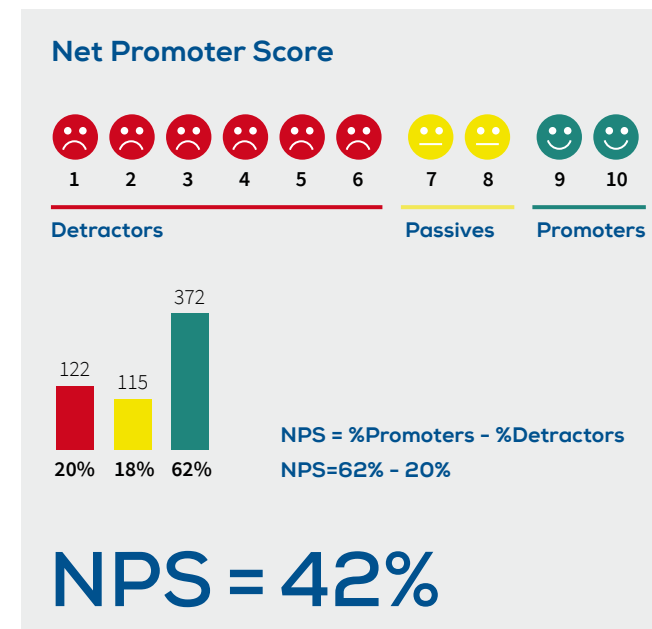 Net Promoter Score
1 2 3 4 5 6 7 8 9 10
Detractors Passives Promoters
372
122
115
20% 18% 62%
NPS = %Promoters - %Detractors
NPS=62% - 20%
NPS = 42%